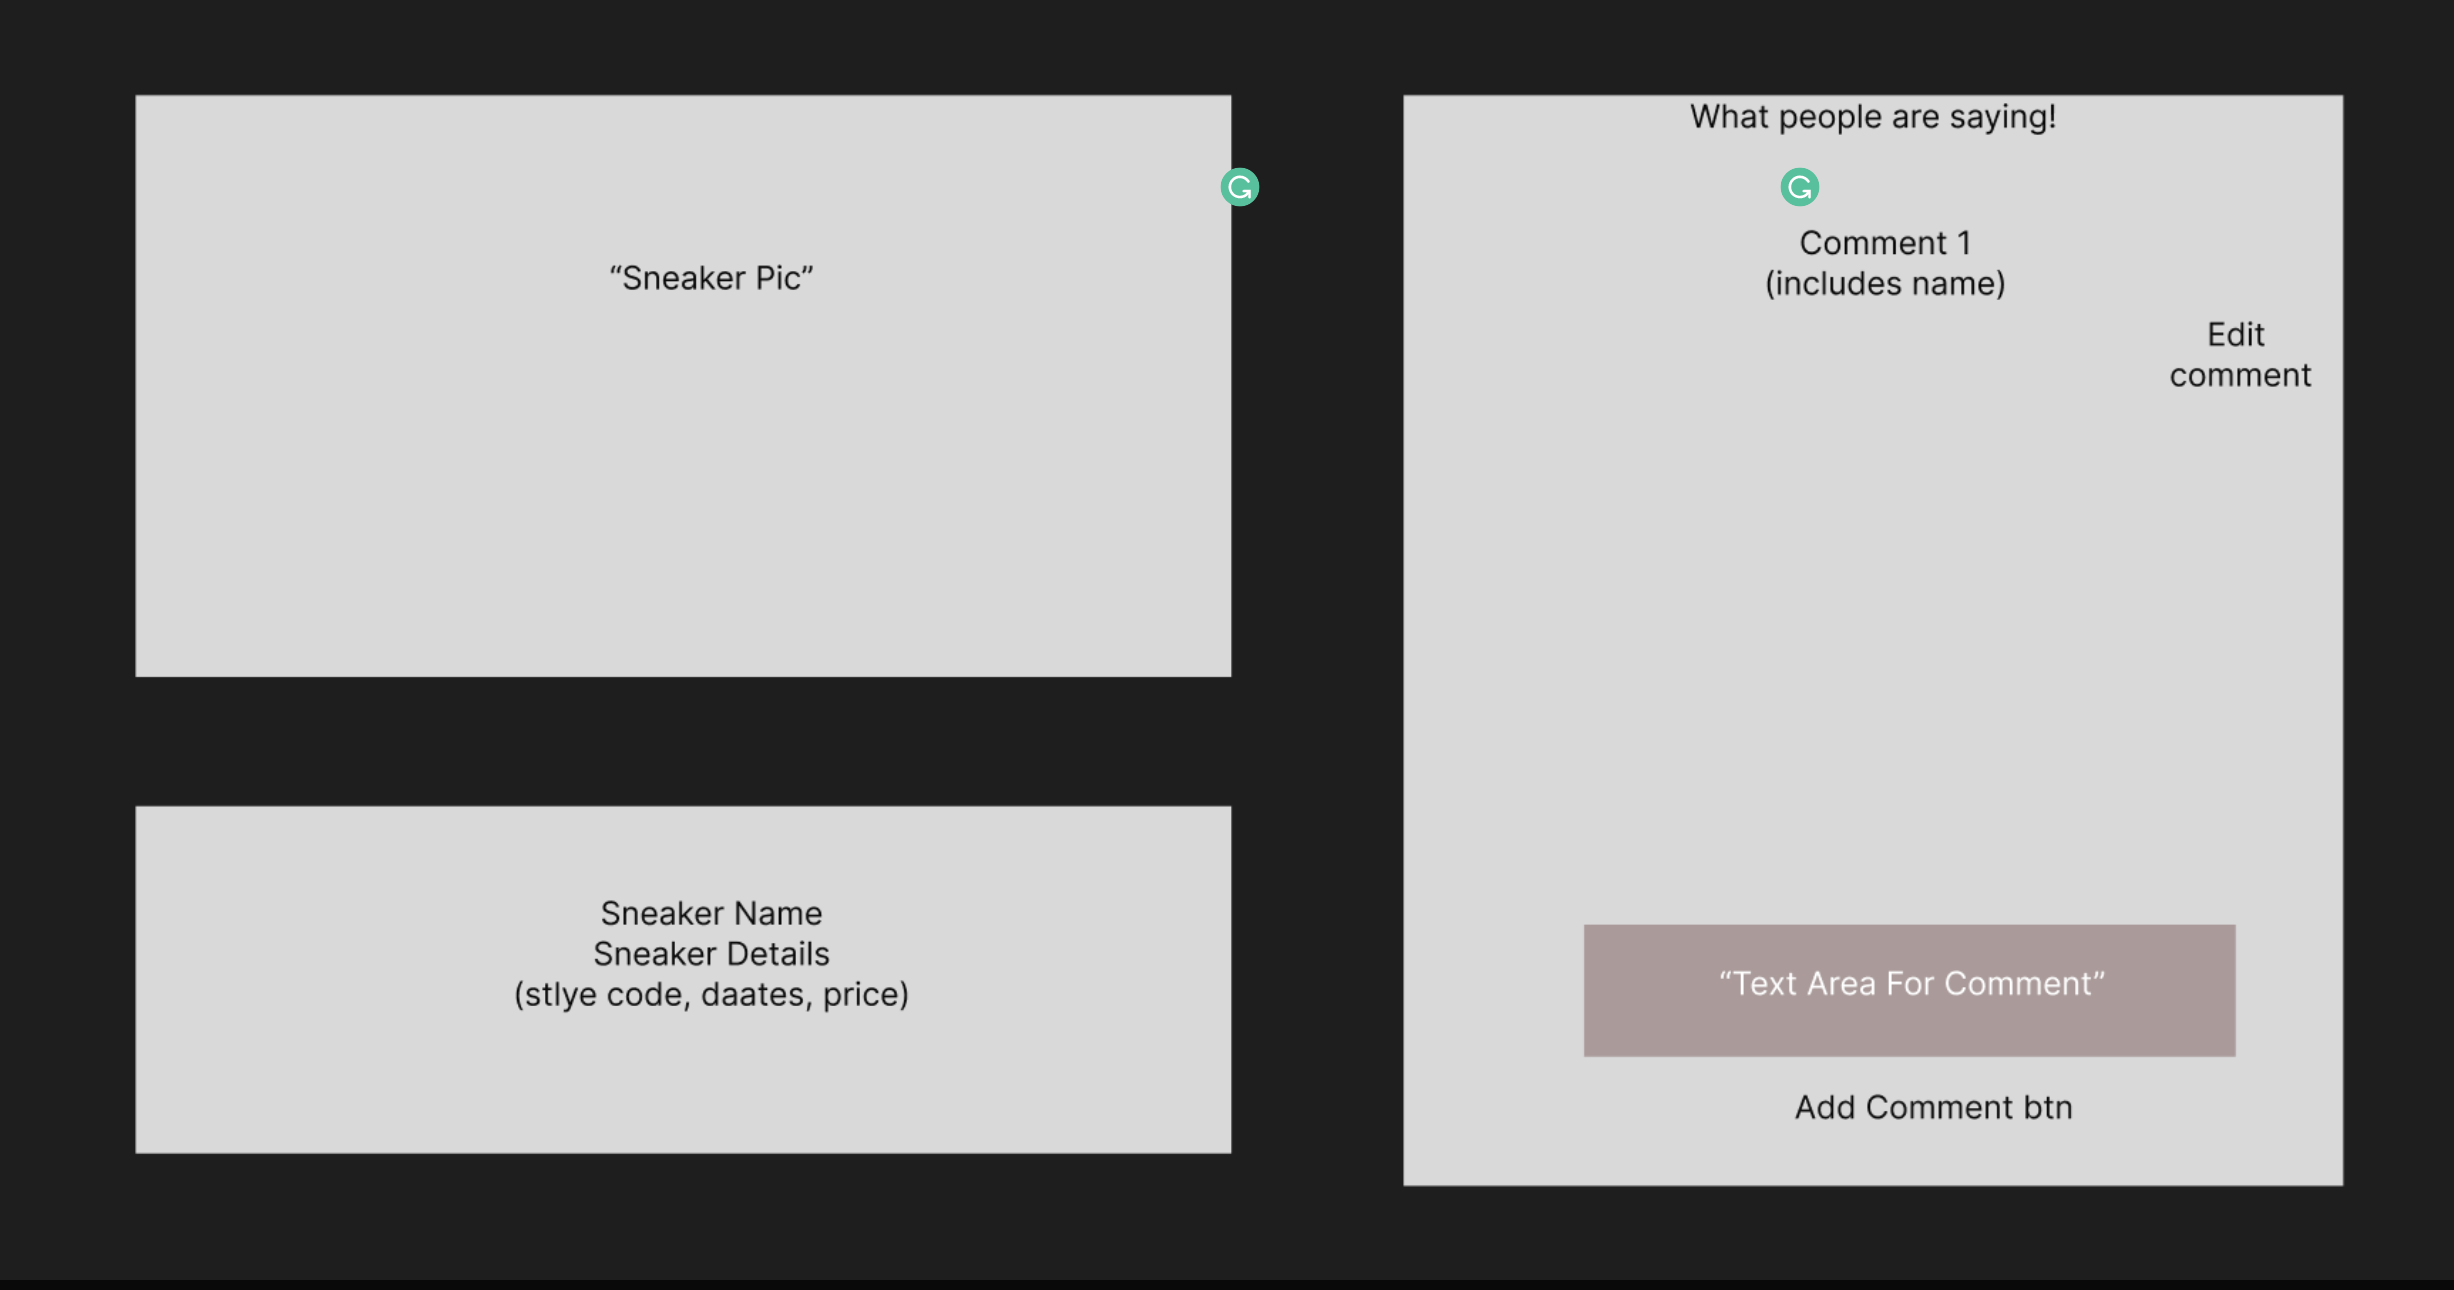 “Sneaker Pic”
Sneaker Name
Sneaker Details
(stlye code, daates, price)
What people are saying!
Comment 1
(includes name)
Edit
comment
“Text Area For Comment”
Add Comment btn